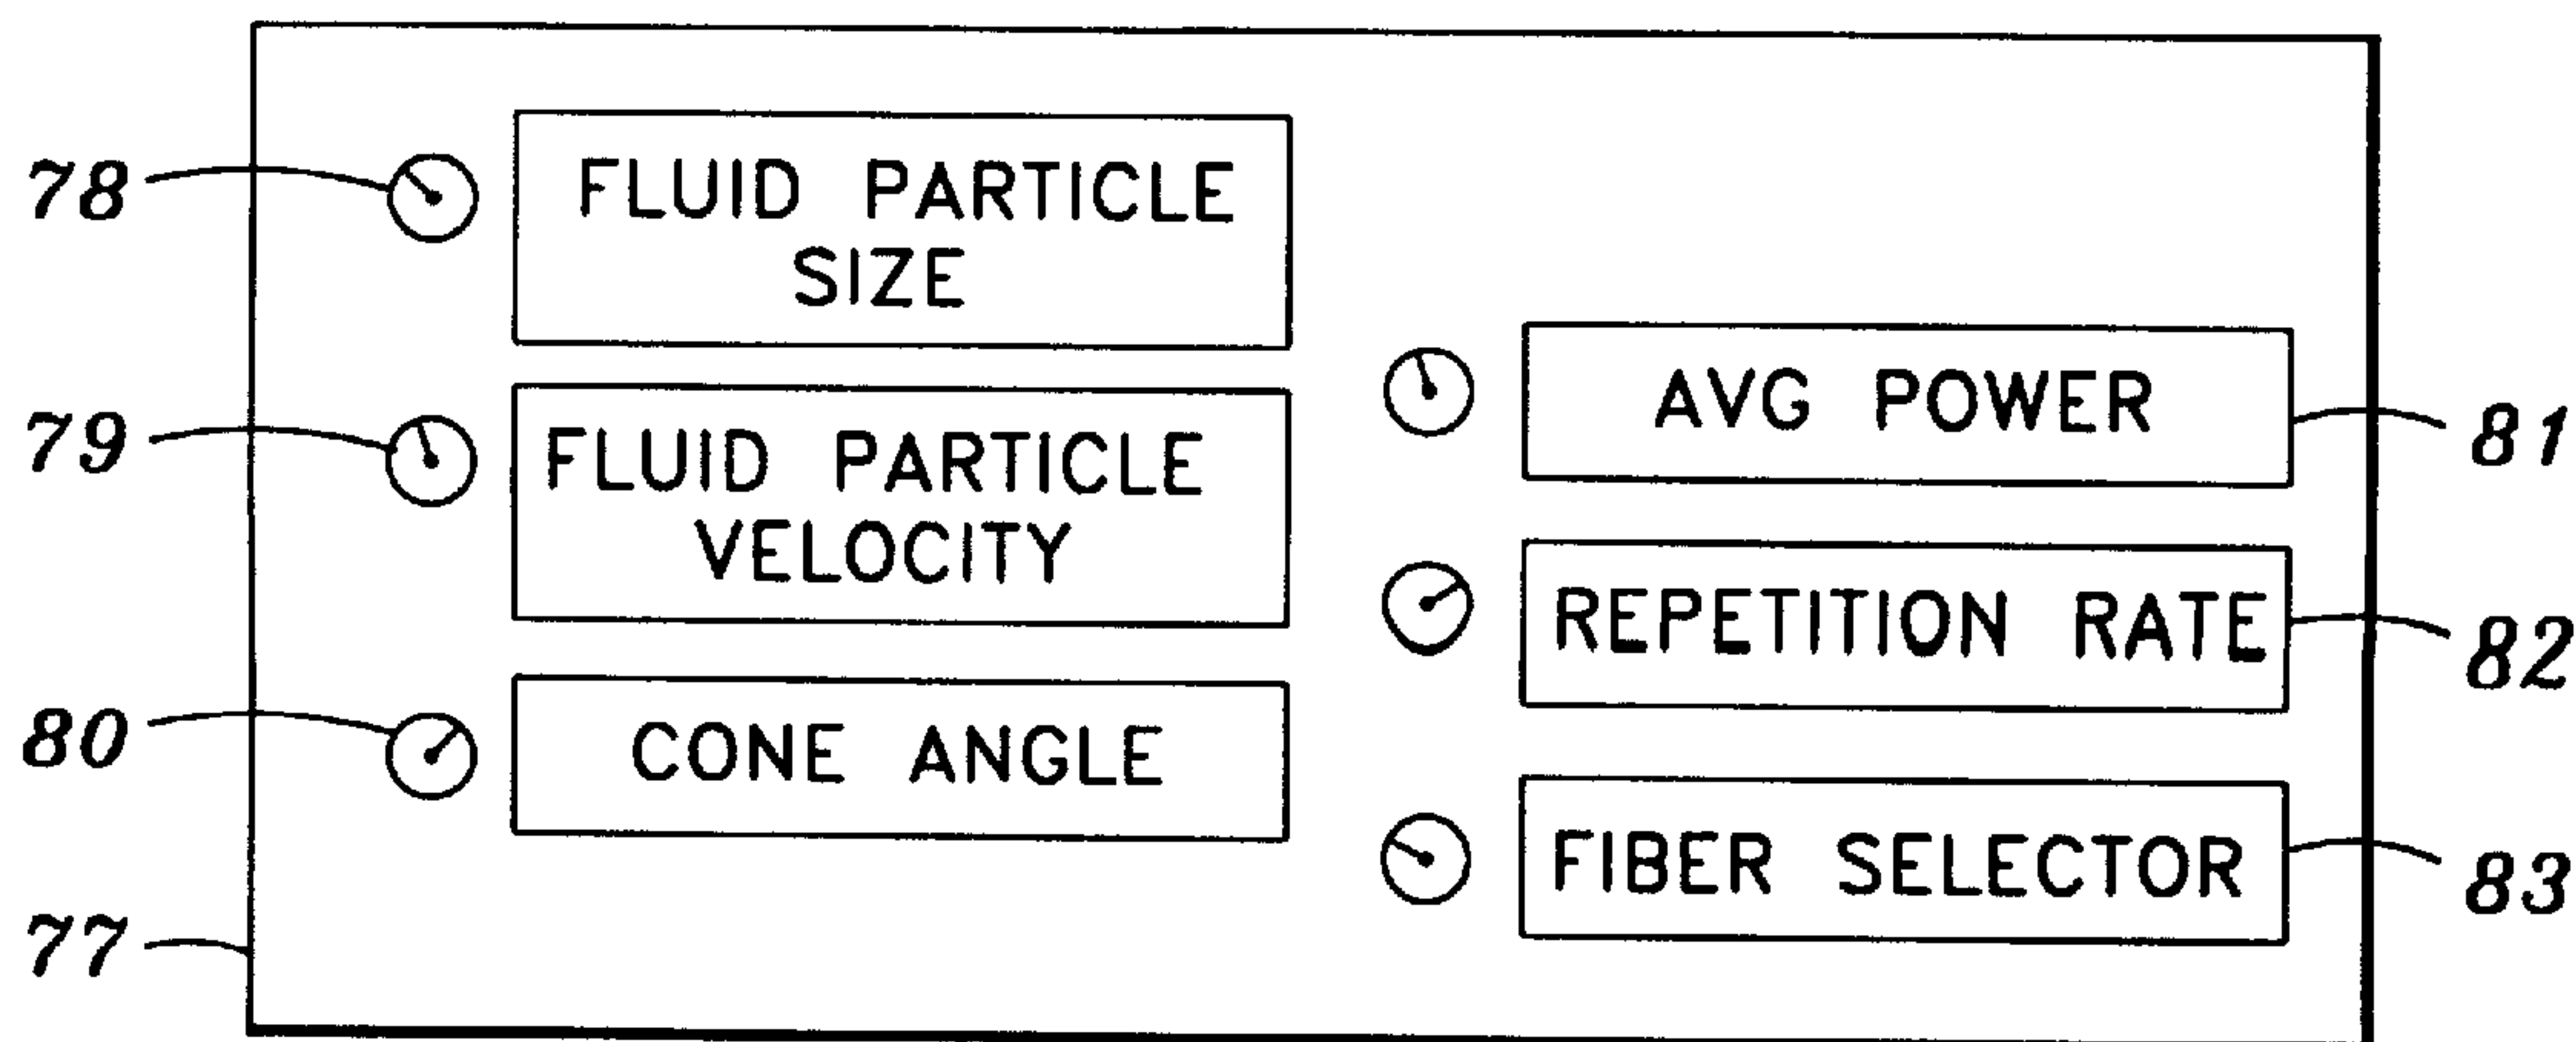 78
FLUID PARTICLE
SIZE
79
FLUID PARTICLE
VELOCITY
80
CONE ANGLE
77
AVG POWER
81
REPETITION RATE
82
FIBER SELECTOR
83